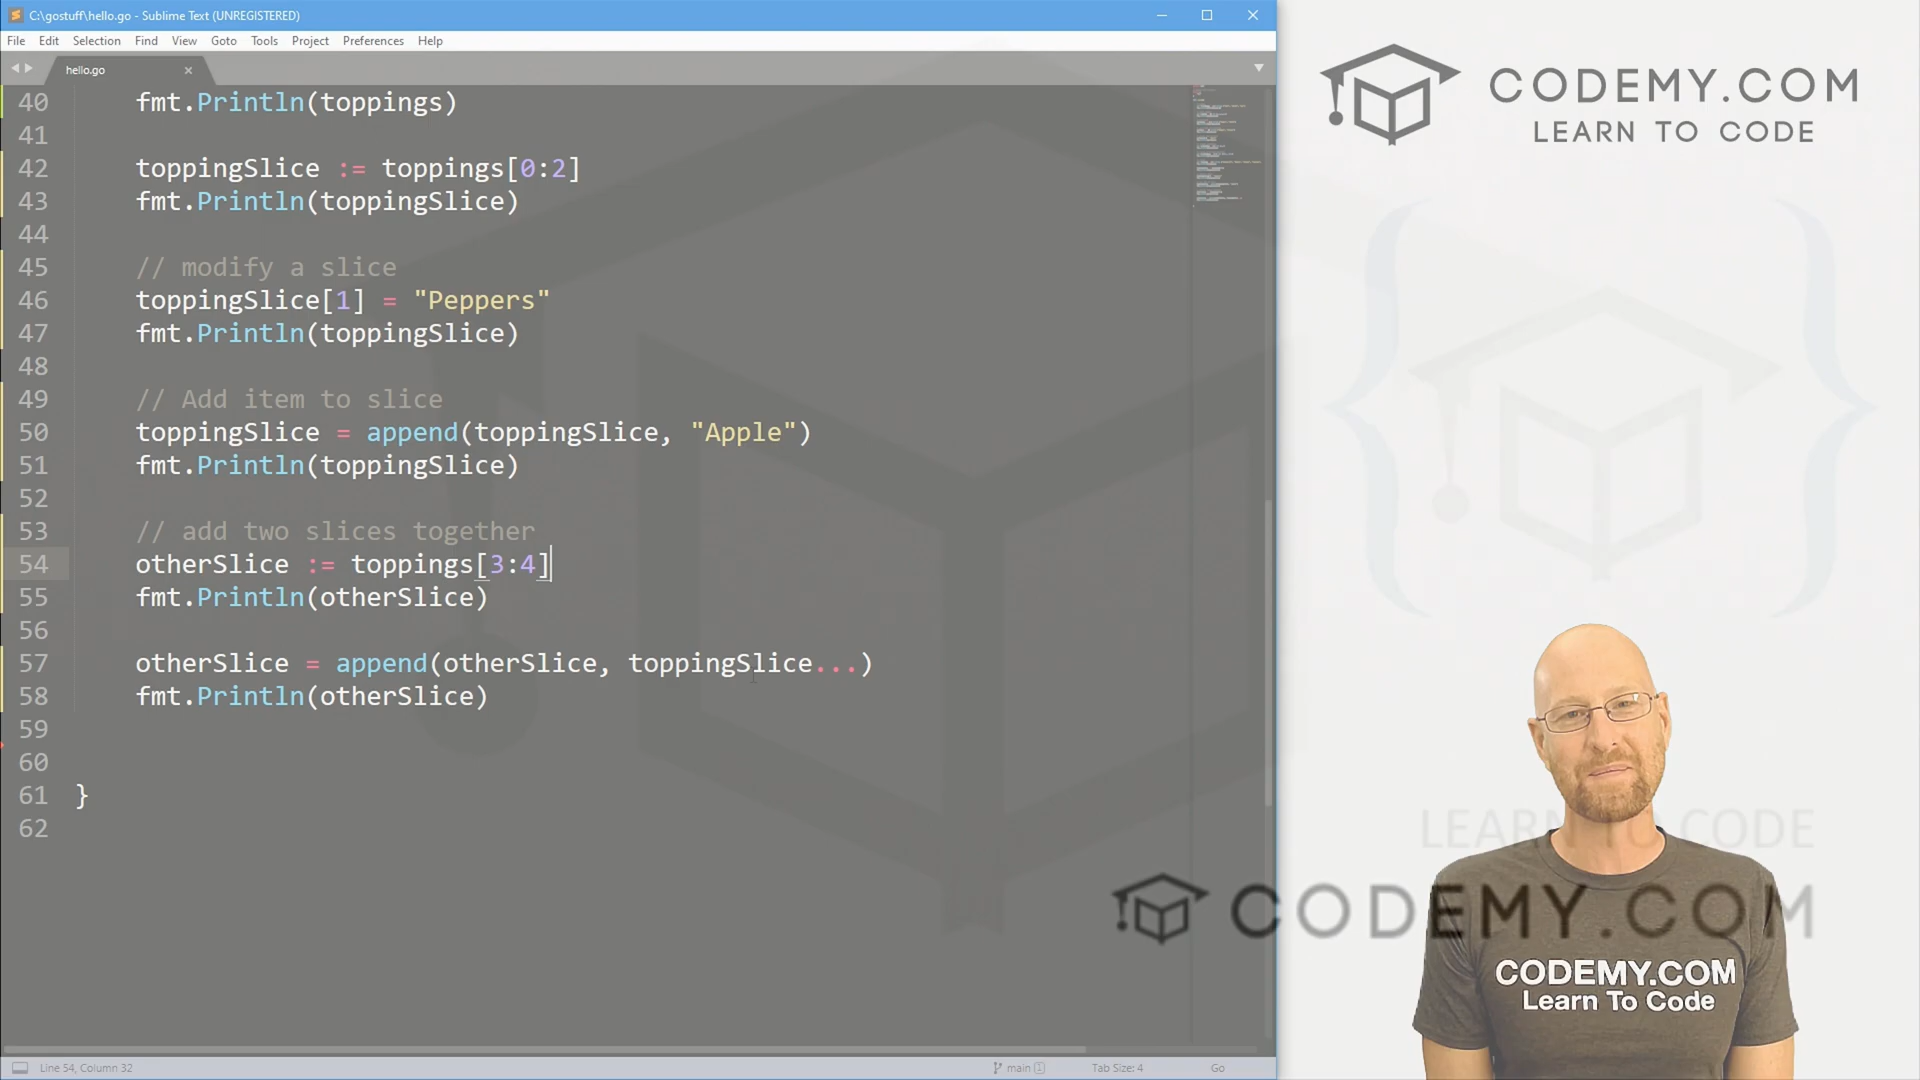 C:\gostuff\hello.go - Sublime Text (UNREGISTERED)
File Edit Selection Find View Goto Tools Project Preferences Help
hello.go
40 fmt.Println(toppings)
41
42 toppingSlice := toppings[0:2]
43 fmt.Println(toppingSlice)
44
45 // modify a slice
46 toppingSlice[1] = "Peppers"
47 fmt.Println(toppingSlice)
48
49 // Add item to slice
50 toppingSlice = append(toppingSlice, "Apple")
51 fmt.Println(toppingSlice)
52
53 // add two slices together
54 otherSlice := toppings[3:4]
55 fmt.Println(otherSlice)
56
57 otherSlice = append(otherSlice, toppingSlice...)
58 fmt.Println(otherSlice)
59
60
61 }
62
Line 54, Column 32
main 1
Tab Size: 4
Go
CODEMY.COM
LEARN TO CODE
LEARN TO CODE
CODEMY.COM
CODEMY.COM
Learn To Code